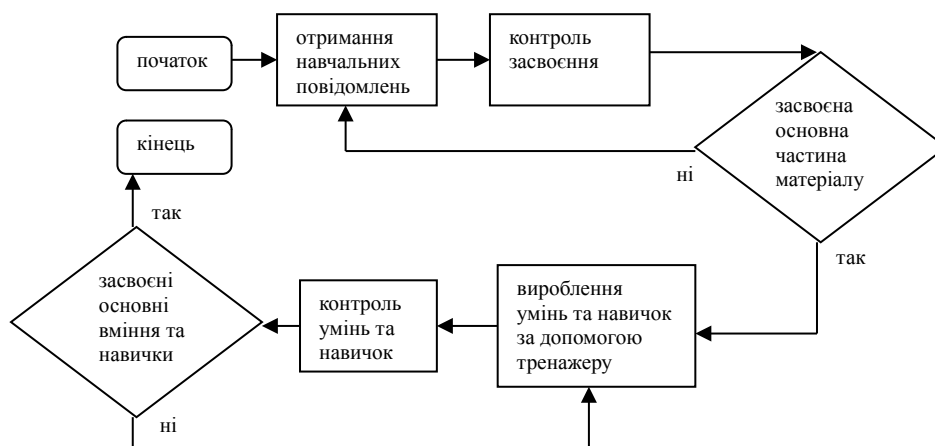 початок
отримання
навчальних
повідомлень
контроль
засвоєння
засвоєна
основна
частина
матеріалу
ні
так
вироблення
умінь та навичок
за допомогою
тренажеру
контроль
умінь та
навичок
засвоєні
основні
вміння та
навички
так
ні
кінець